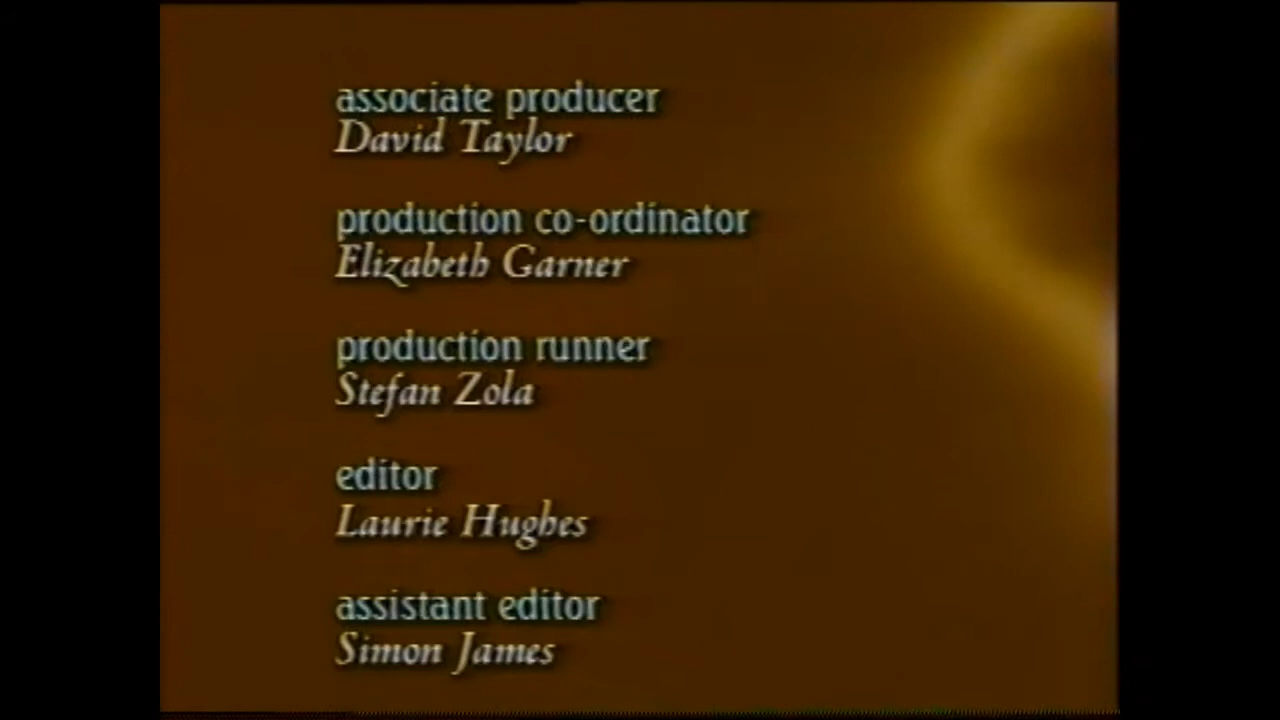 associate producer
David Taylor
production co-ordinator
Elizabeth Garner
production runner
Stefan Zola
editor
Laurie Hughes
assistant editor
Simon James